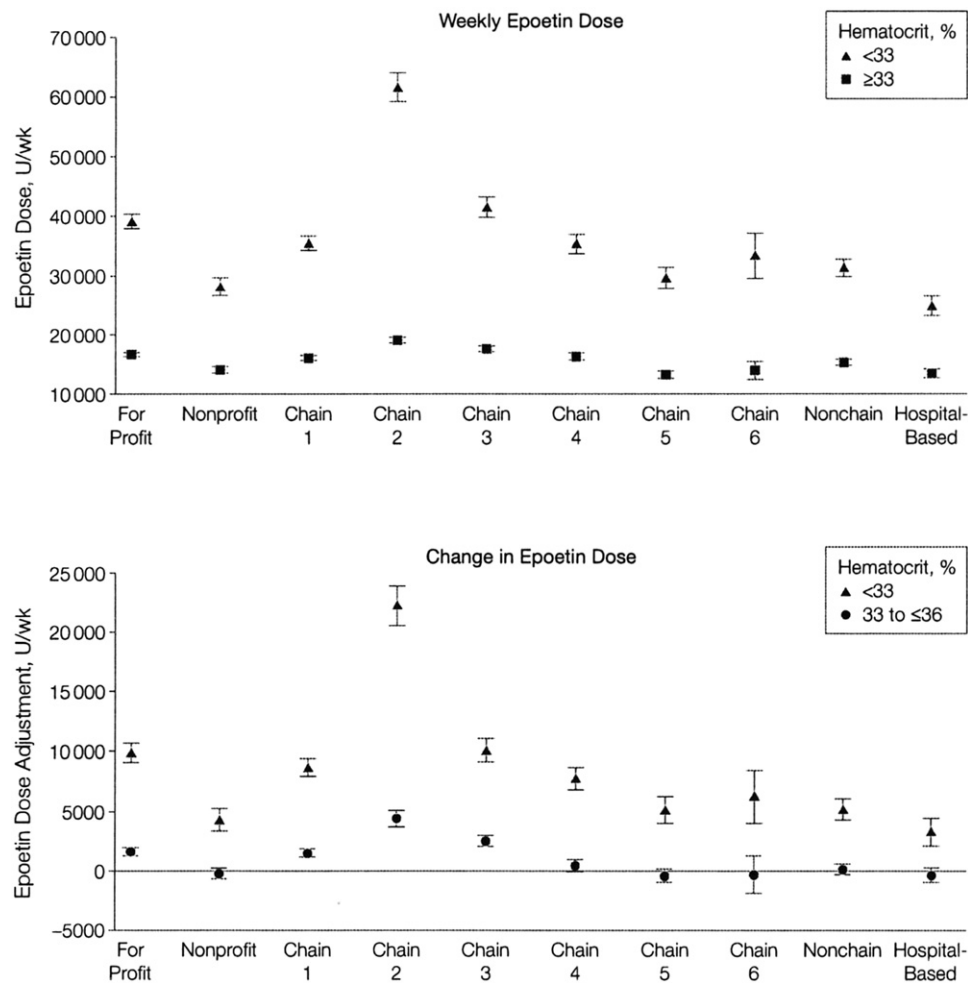 Weekly Epoetin Dose
Hematocrit, %
<33
≥33
Epoetin Dose, U/wk
70 000
60 000
50 000
40 000
30 000
20 000
10 000
For Profit
Nonprofit
Chain 1
Chain 2
Chain 3
Chain 4
Chain 5
Chain 6
Nonchain
Hospital-Based
Change in Epoetin Dose
Hematocrit, %
<33
33 to ≤36
Epoetin Dose Adjustment, U/wk
25 000
20 000
15 000
10 000
5000
0
−5000
For Profit
Nonprofit
Chain 1
Chain 2
Chain 3
Chain 4
Chain 5
Chain 6
Nonchain
Hospital-Based